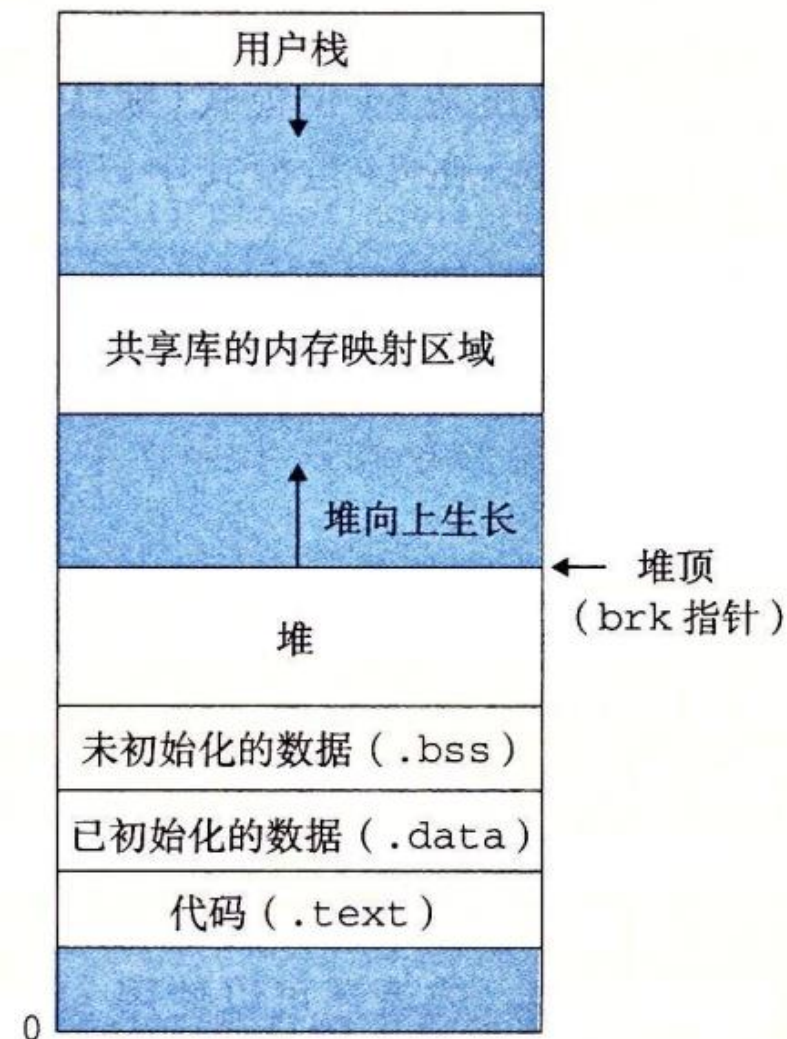 用户栈
共享库的内存映射区域
堆向上生长
堆顶
（brk 指针）
堆
未初始化的数据（.bss）
已初始化的数据（.data）
代码（.text）
0